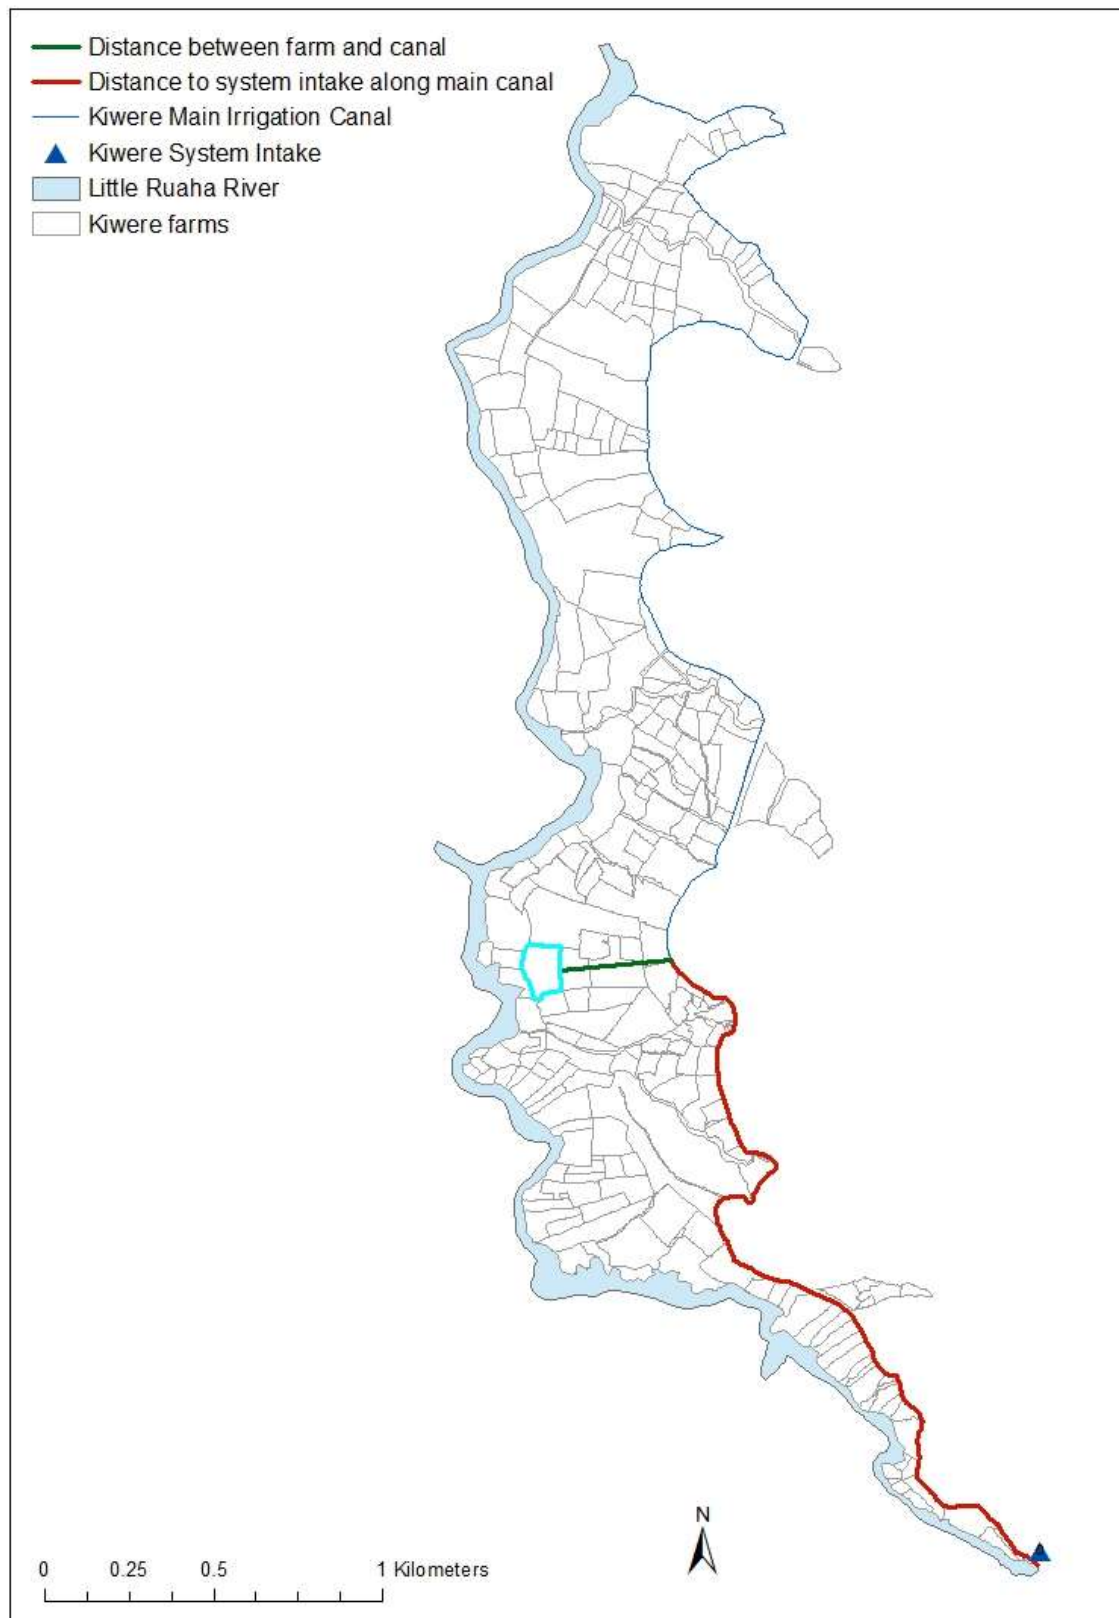 Distance between farm and canal
Distance to system intake along main canal
Kiwere Main Irrigation Canal
Kiwere System Intake
Little Ruaha River
Kiwere farms
N
0 0.25 0.5 1 Kilometers